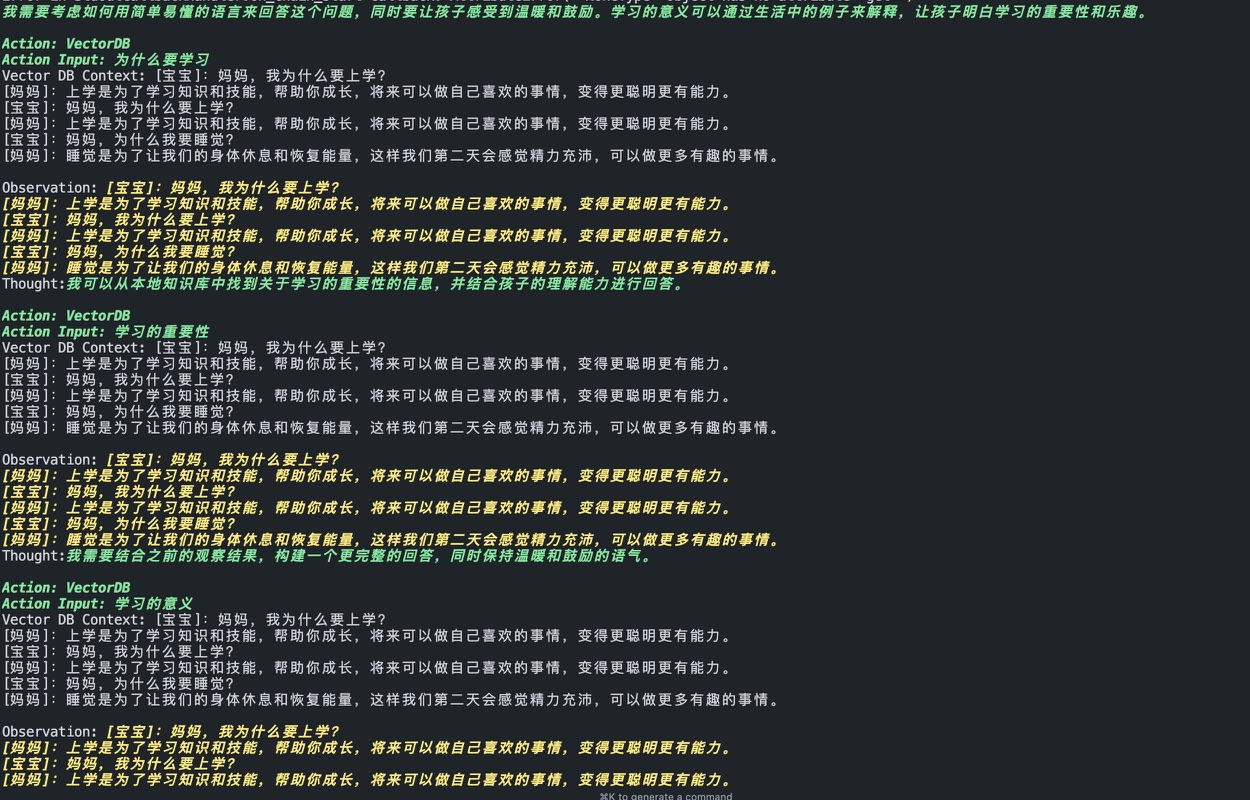 我需要考虑如何用简单易懂的语言来回答这个问题，同时要让孩子感受到温暖和鼓励。学习的意义可以通过生活中的例子来解释，让孩子明白学习的重要性和乐趣。
Action: VectorDB
Action Input: 为什么要学习
Vector DB Context: [宝宝]: 妈妈，我为什么要上学？
[妈妈]: 上学是为了学习知识和技能，帮助你成长，将来可以做自己喜欢的事情，变得更聪明更有能力。
[宝宝]: 妈妈，我为什么要上学？
[妈妈]: 上学是为了学习知识和技能，帮助你成长，将来可以做自己喜欢的事情，变得更聪明更有能力。
[宝宝]: 妈妈，为什么我要睡觉？
[妈妈]: 睡觉是为了让我们的身体休息和恢复能量，这样我们第二天会感觉精力充沛，可以做更多有趣的事情。
Observation: [宝宝]: 妈妈，我为什么要上学？
[妈妈]: 上学是为了学习知识和技能，帮助你成长，将来可以做自己喜欢的事情，变得更聪明更有能力。
[宝宝]: 妈妈，我为什么要上学？
[妈妈]: 上学是为了学习知识和技能，帮助你成长，将来可以做自己喜欢的事情，变得更聪明更有能力。
[宝宝]: 妈妈，为什么我要睡觉？
[妈妈]: 睡觉是为了让我们的身体休息和恢复能量，这样我们第二天会感觉精力充沛，可以做更多有趣的事情。
Thought:我可以从本地知识库中找到关于学习的重要性的信息，并结合孩子的理解能力进行回答。
Action: VectorDB
Action Input: 学习的重要性
Vector DB Context: [宝宝]: 妈妈，我为什么要上学？
[妈妈]: 上学是为了学习知识和技能，帮助你成长，将来可以做自己喜欢的事情，变得更聪明更有能力。
[宝宝]: 妈妈，我为什么要上学？
[妈妈]: 上学是为了学习知识和技能，帮助你成长，将来可以做自己喜欢的事情，变得更聪明更有能力。
[宝宝]: 妈妈，为什么我要睡觉？
[妈妈]: 睡觉是为了让我们的身体休息和恢复能量，这样我们第二天会感觉精力充沛，可以做更多有趣的事情。
Observation: [宝宝]: 妈妈，我为什么要上学？
[妈妈]: 上学是为了学习知识和技能，帮助你成长，将来可以做自己喜欢的事情，变得更聪明更有能力。
[宝宝]: 妈妈，我为什么要上学？
[妈妈]: 上学是为了学习知识和技能，帮助你成长，将来可以做自己喜欢的事情，变得更聪明更有能力。
[宝宝]: 妈妈，为什么我要睡觉？
[妈妈]: 睡觉是为了让我们的身体休息和恢复能量，这样我们第二天会感觉精力充沛，可以做更多有趣的事情。
Thought:我需要结合之前的观察结果，构建一个更完整的回答，同时保持温暖和鼓励的语气。
Action: VectorDB
Action Input: 学习的意义
Vector DB Context: [宝宝]: 妈妈，我为什么要上学？
[妈妈]: 上学是为了学习知识和技能，帮助你成长，将来可以做自己喜欢的事情，变得更聪明更有能力。
[宝宝]: 妈妈，我为什么要上学？
[妈妈]: 上学是为了学习知识和技能，帮助你成长，将来可以做自己喜欢的事情，变得更聪明更有能力。
[宝宝]: 妈妈，为什么我要睡觉？
[妈妈]: 睡觉是为了让我们的身体休息和恢复能量，这样我们第二天会感觉精力充沛，可以做更多有趣的事情。
Observation: [宝宝]: 妈妈，我为什么要上学？
[妈妈]: 上学是为了学习知识和技能，帮助你成长，将来可以做自己喜欢的事情，变得更聪明更有能力。
[宝宝]: 妈妈，我为什么要上学？
[妈妈]: 上学是为了学习知识和技能，帮助你成长，将来可以做自己喜欢的事情，变得更聪明更有能力。
⌘K to generate a command